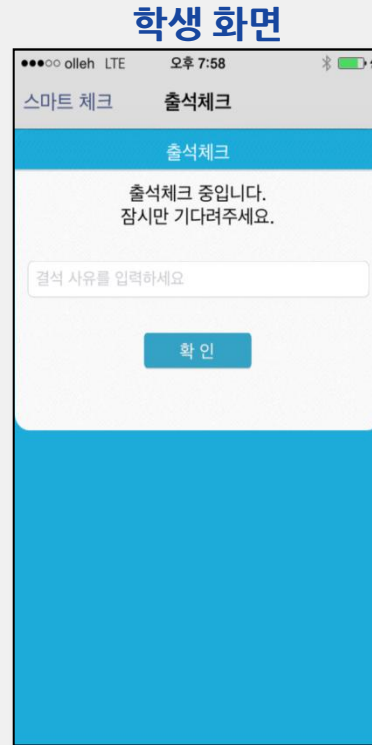 학생 화면
olleh LTE 오후 7:58
스마트 체크 출석체크
출석체크
출석체크 중입니다.
잠시만 기다려주세요.
결석 사유를 입력하세요
확 인